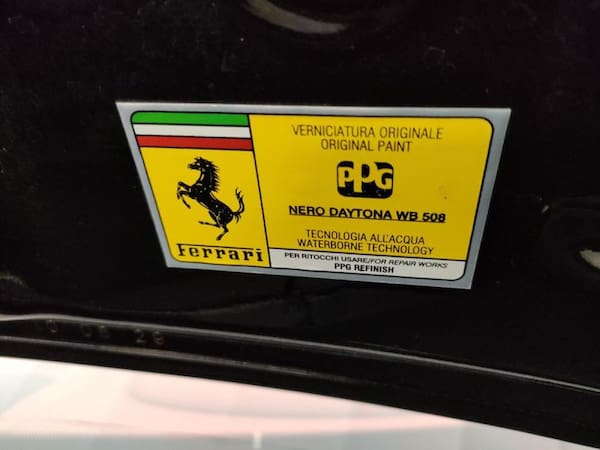 VERNICIATURA ORIGINALE
ORIGINAL PAINT
PPG
NERO DAYTONA WB 508
TECNOLOGIA ALL'ACQUA
WATERBORNE TECHNOLOGY
Ferrari
PER RITOCCHI USARE/FOR REPAIR WORKS
PPG REFINISH